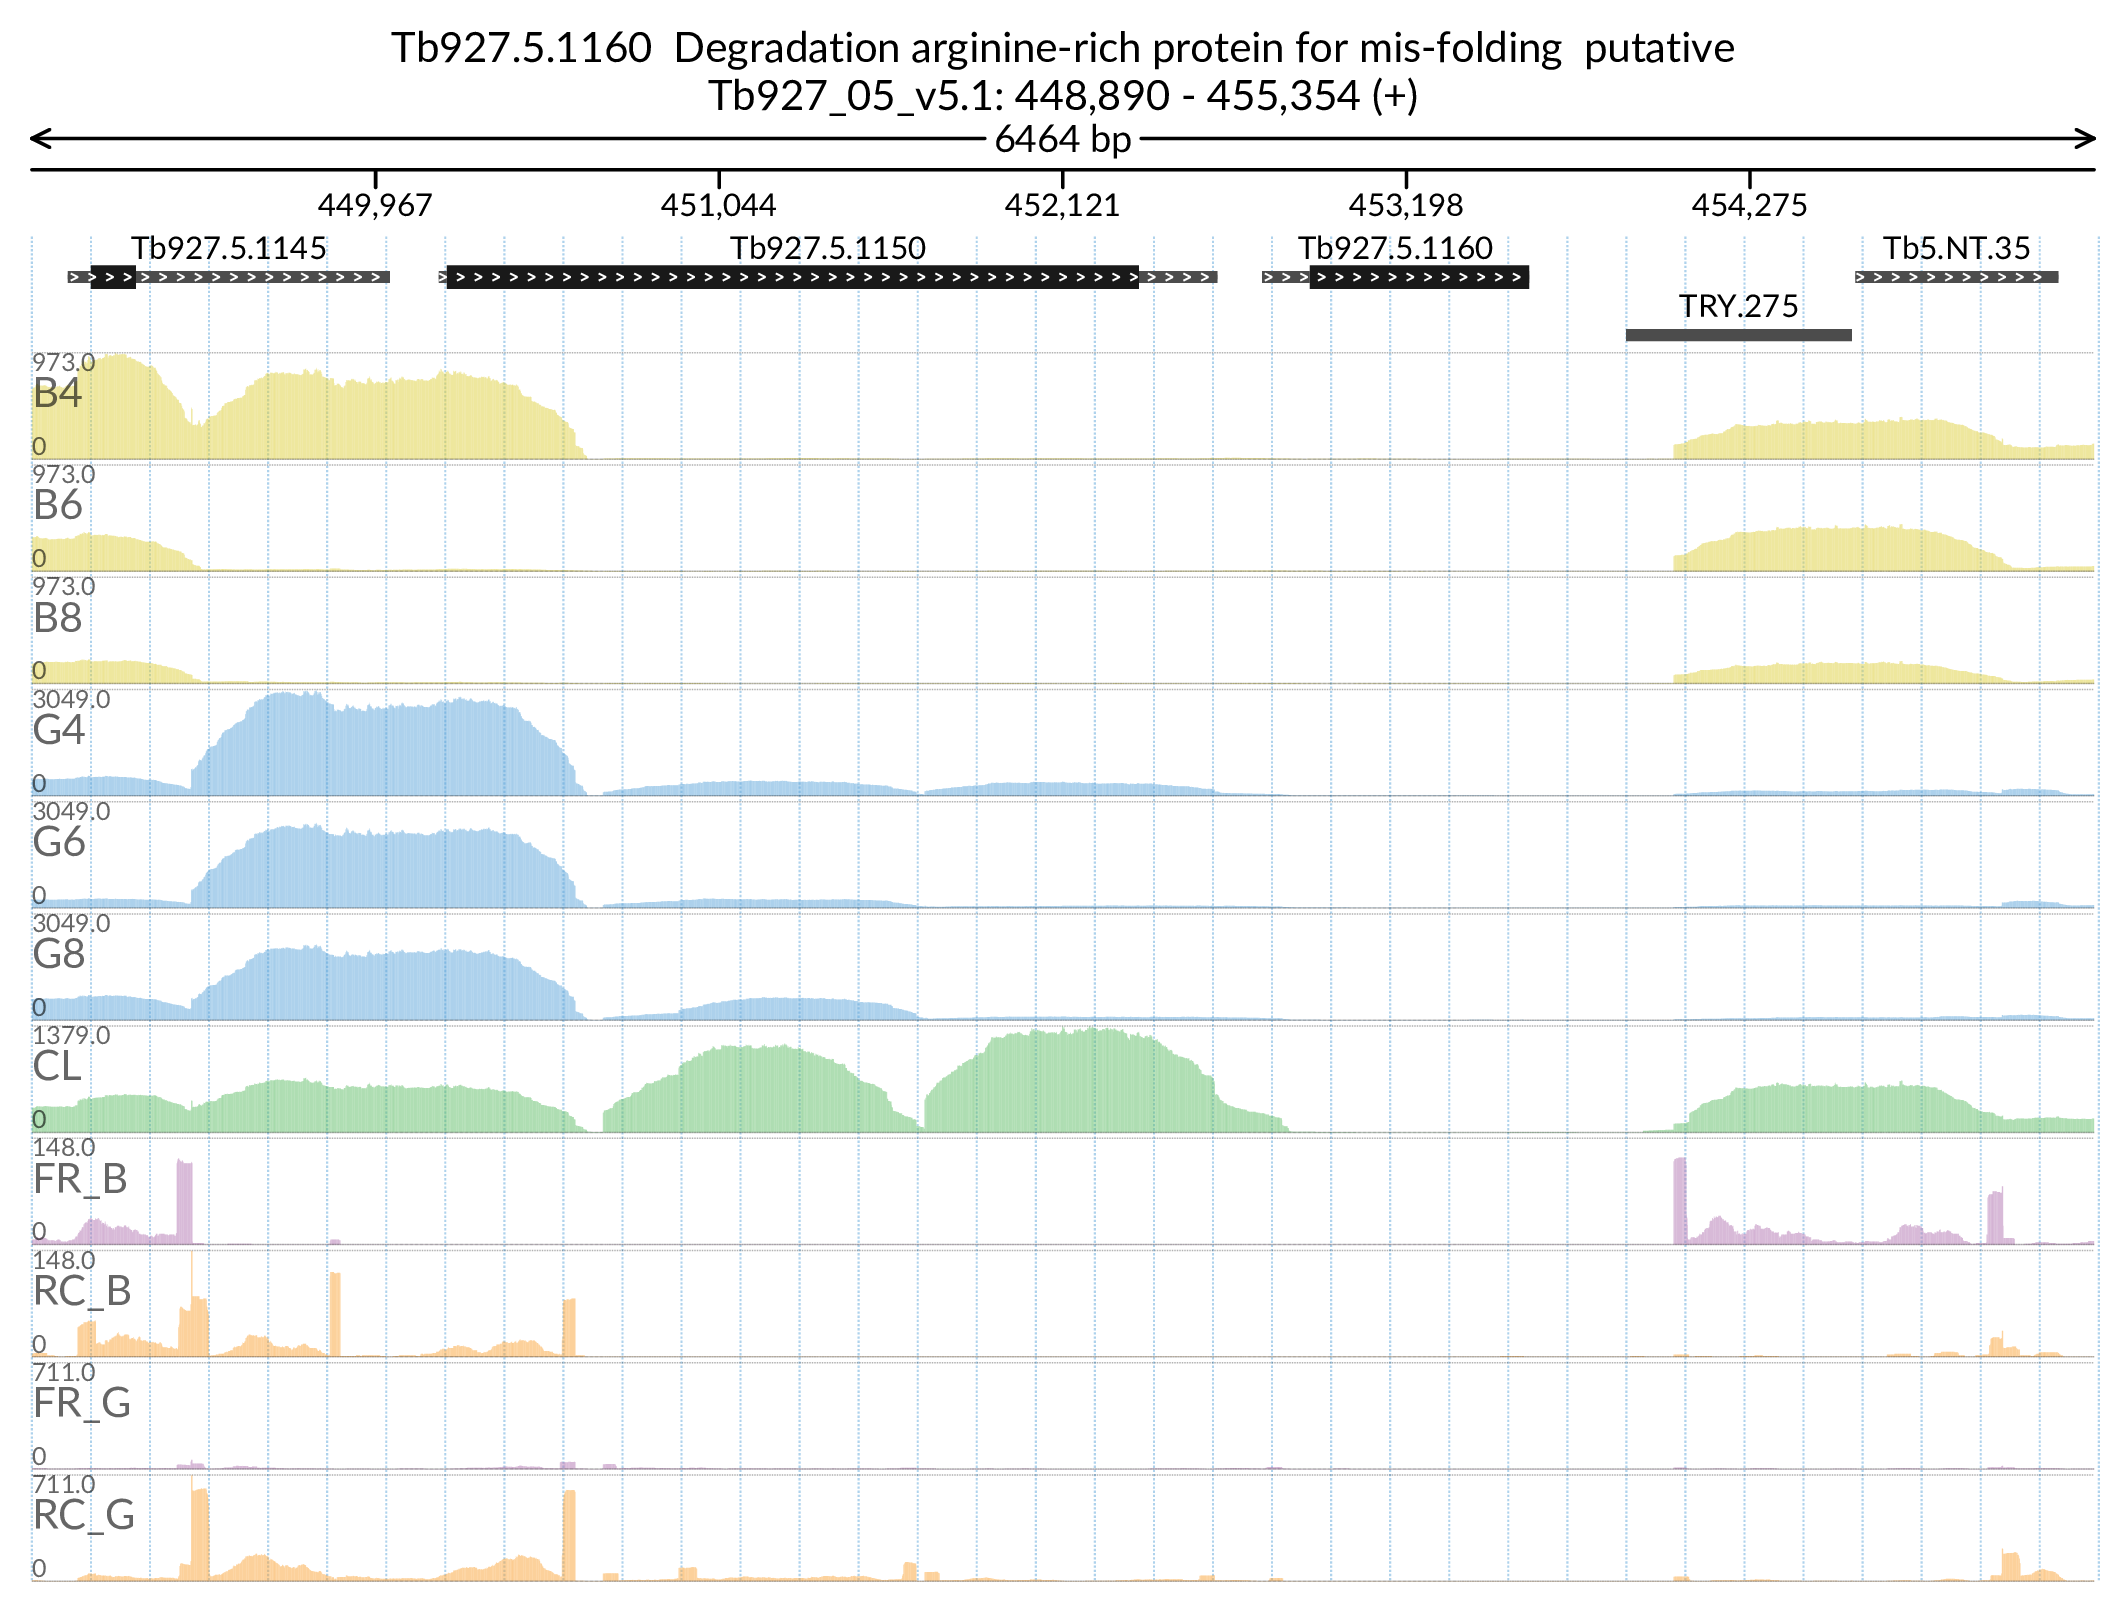 Tb927.5.1160 Degradation arginine-rich protein for mis-folding putative
Tb927_05_v5.1: 448,890 - 455,354 (+)
6464 bp
449,967 451,044 452,121 453,198 454,275
Tb927.5.1145 Tb927.5.1150 Tb927.5.1160 Tb5.NT.35
TRY.275
973.0
B4
0
973.0
B6
0
973.0
B8
0
3049.0
G4
0
3049.0
G6
0
3049.0
G8
0
1379.0
CL
0
148.0
FR_B
0
148.0
RC_B
0
711.0
FR_G
0
711.0
RC_G
0